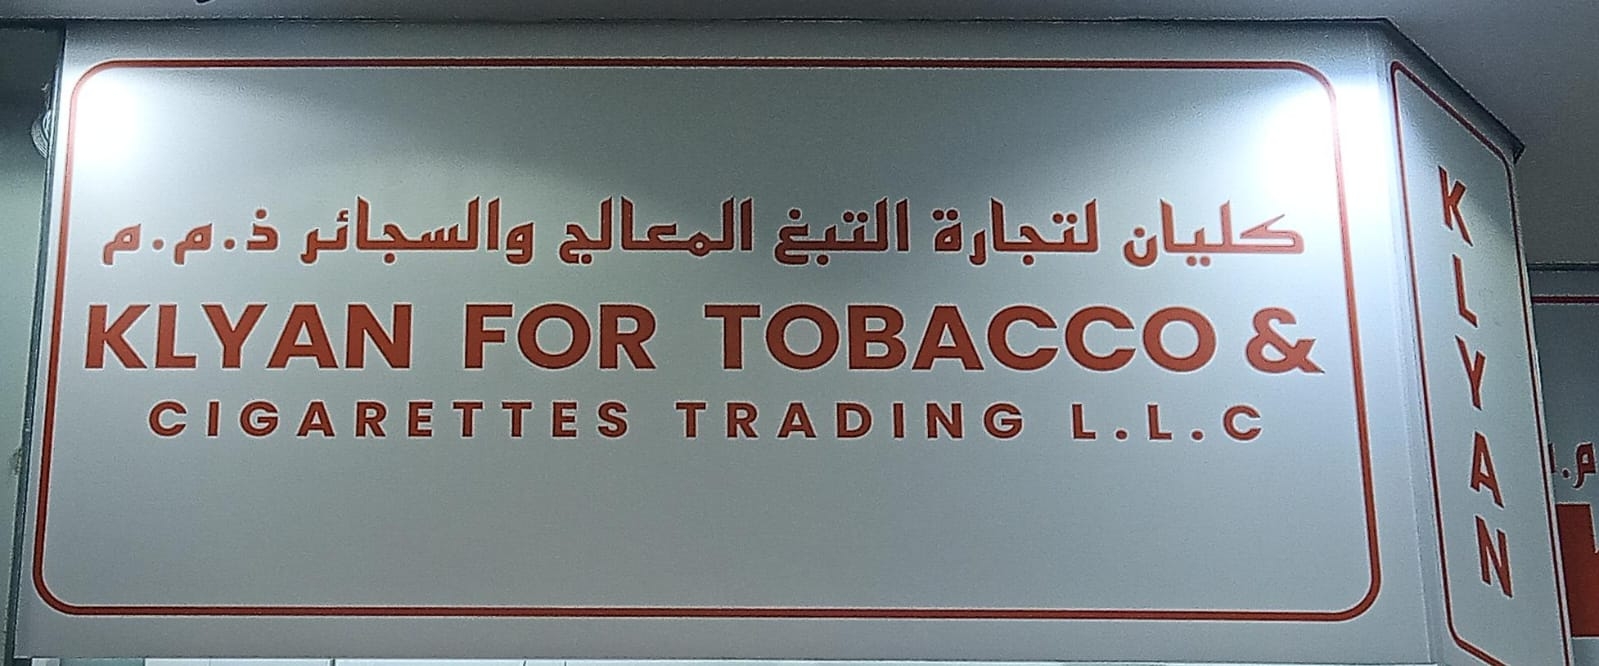 كليان لتجارة التبغ المعالج والسجائر ذ.م.م
KLYAN FOR TOBACCO &
CIGARETTES TRADING L.L.C
KLYAN